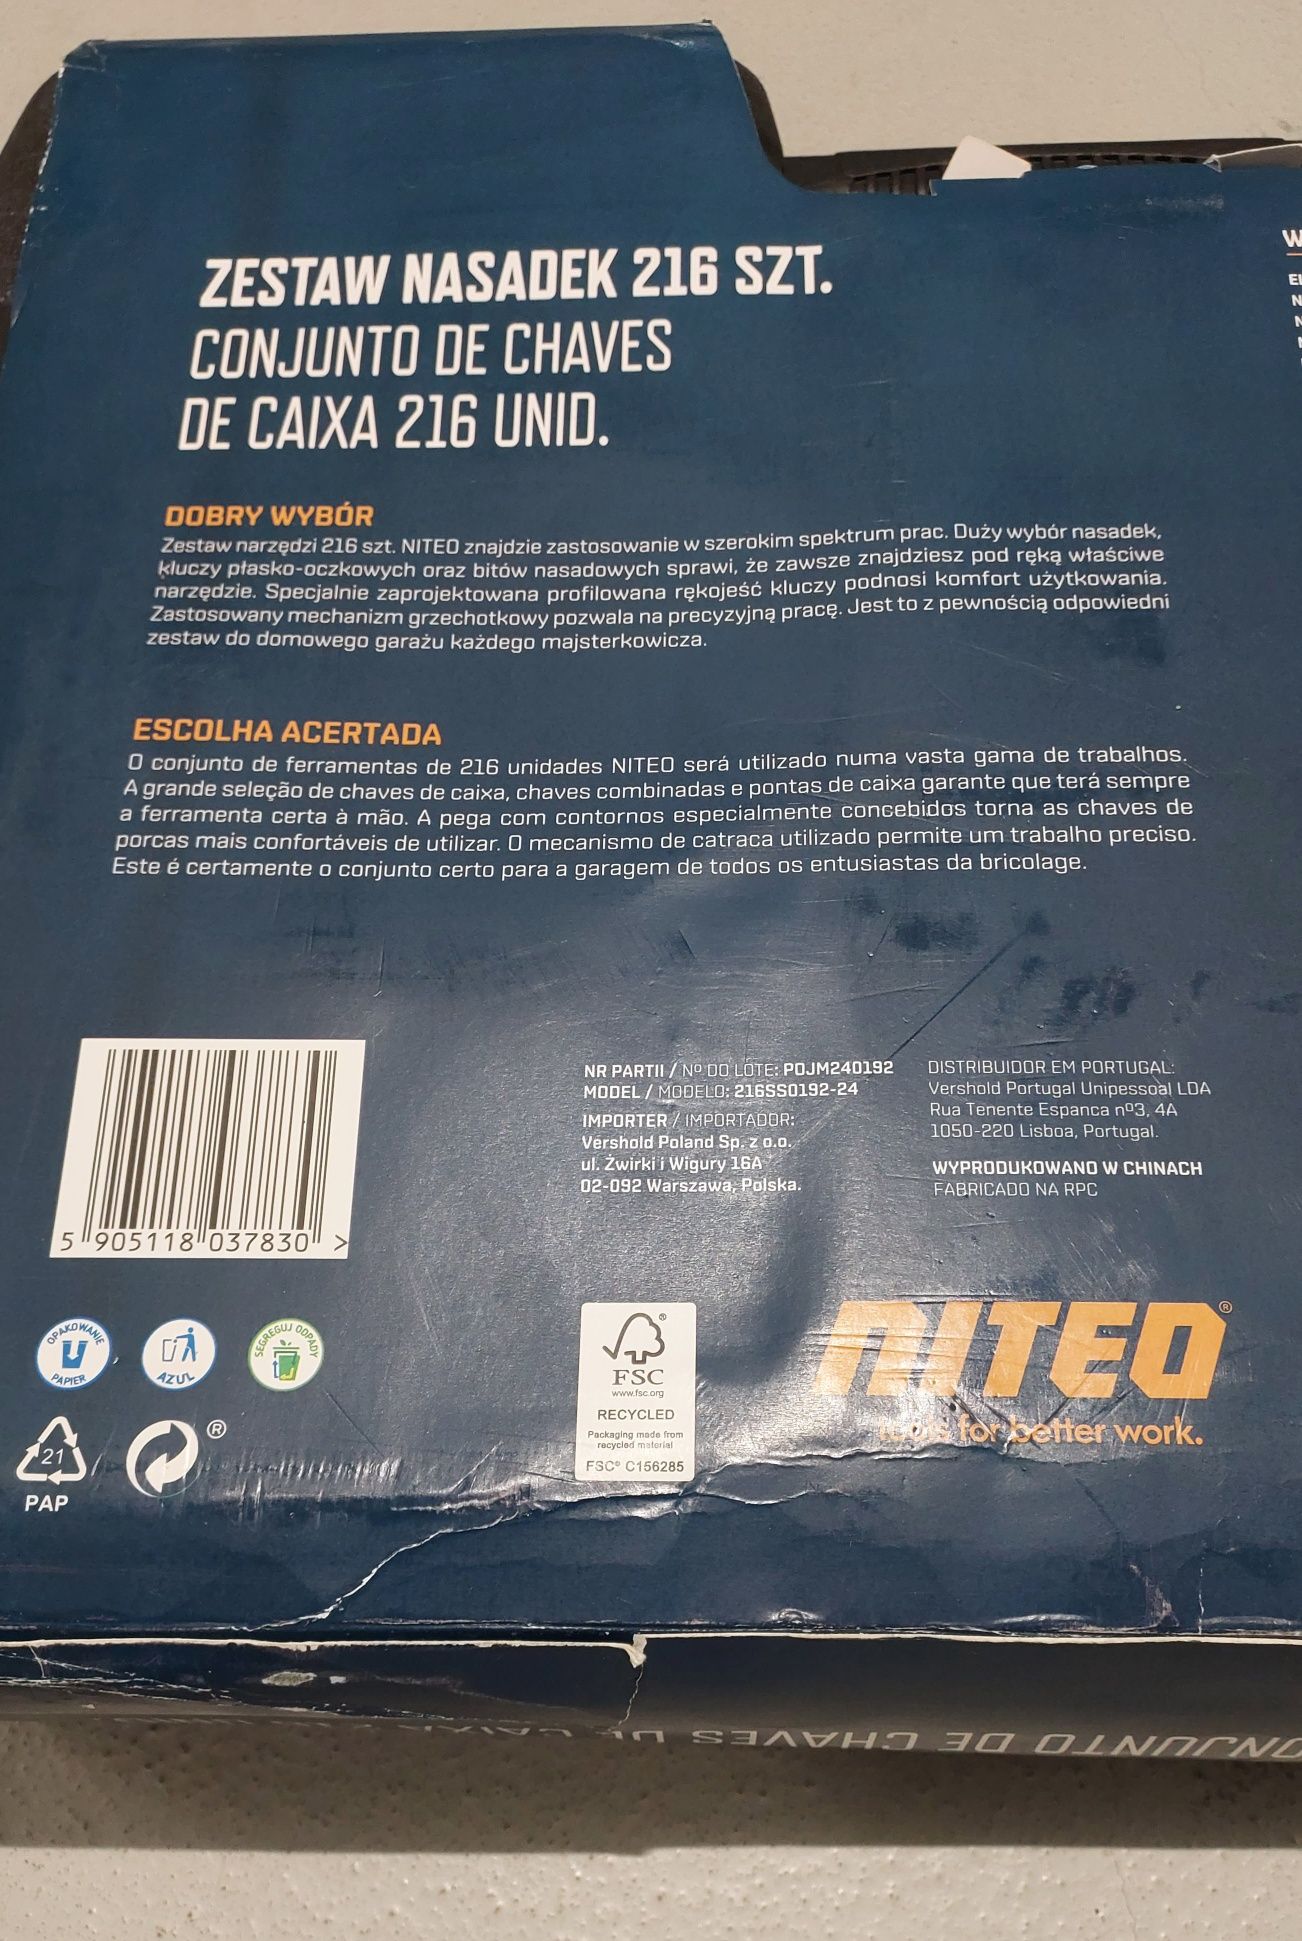 ZESTAW NASADEK 216 SZT.
CONJUNTO DE CHAVES
DE CAIXA 216 UNID.
DOBRY WYBÓR
Zestaw narzędzi 216 szt. NITEO znajdzie zastosowanie w szerokim spektrum prac. Duży wybór nasadek,
kluczy płasko-oczkowych oraz bitów nasadowych sprawi, że zawsze znajdziesz pod ręką właściwe
narzędzie. Specjalnie zaprojektowana profilowana rękojeść kluczy podnosi komfort użytkowania.
Zastosowany mechanizm grzechotkowy pozwala na precyzyjną pracę. Jest to z pewnością odpowiedni
zestaw do domowego garażu każdego majsterkowicza.
ESCOLHA ACERTADA
O conjunto de ferramentas de 216 unidades NITEO será utilizado numa vasta gama de trabalhos.
A grande seleção de chaves de caixa, chaves combinadas e pontas de caixa garante que terá sempre
a ferramenta certa à mão. A pega com contornos especialmente concebidos torna as chaves de
porcas mais confortáveis de utilizar. O mecanismo de catraca utilizado permite um trabalho preciso.
Este é certamente o conjunto certo para a garagem de todos os entusiastas da bricolage.
5 905118 037830 >
NR PARTII / Nº DO LOTE: POJM240192
MODEL / MODELO: 216SS0192-24
IMPORTER / IMPORTADOR:
Vershold Poland Sp. z o.o.
ul. Żwirki i Wigury 16A
02-092 Warszawa, Polska.
DISTRIBUIDOR EM PORTUGAL:
Vershold Portugal Unipessoal LDA
Rua Tenente Espanca nº3, 4A
1050-220 Lisboa, Portugal.
WYPRODUKOWANO W CHINACH
FABRICADO NA RPC
OPAKOWANIE
PAPIER
AZUL
SEGREGUJ ODPADY
21
PAP
®
FSC
www.fsc.org
RECYCLED
Packaging made from
recycled material
FSC® C156285
NITEO®
tools for better work.
CONJUNTO DE CHAVES DE CAIXA